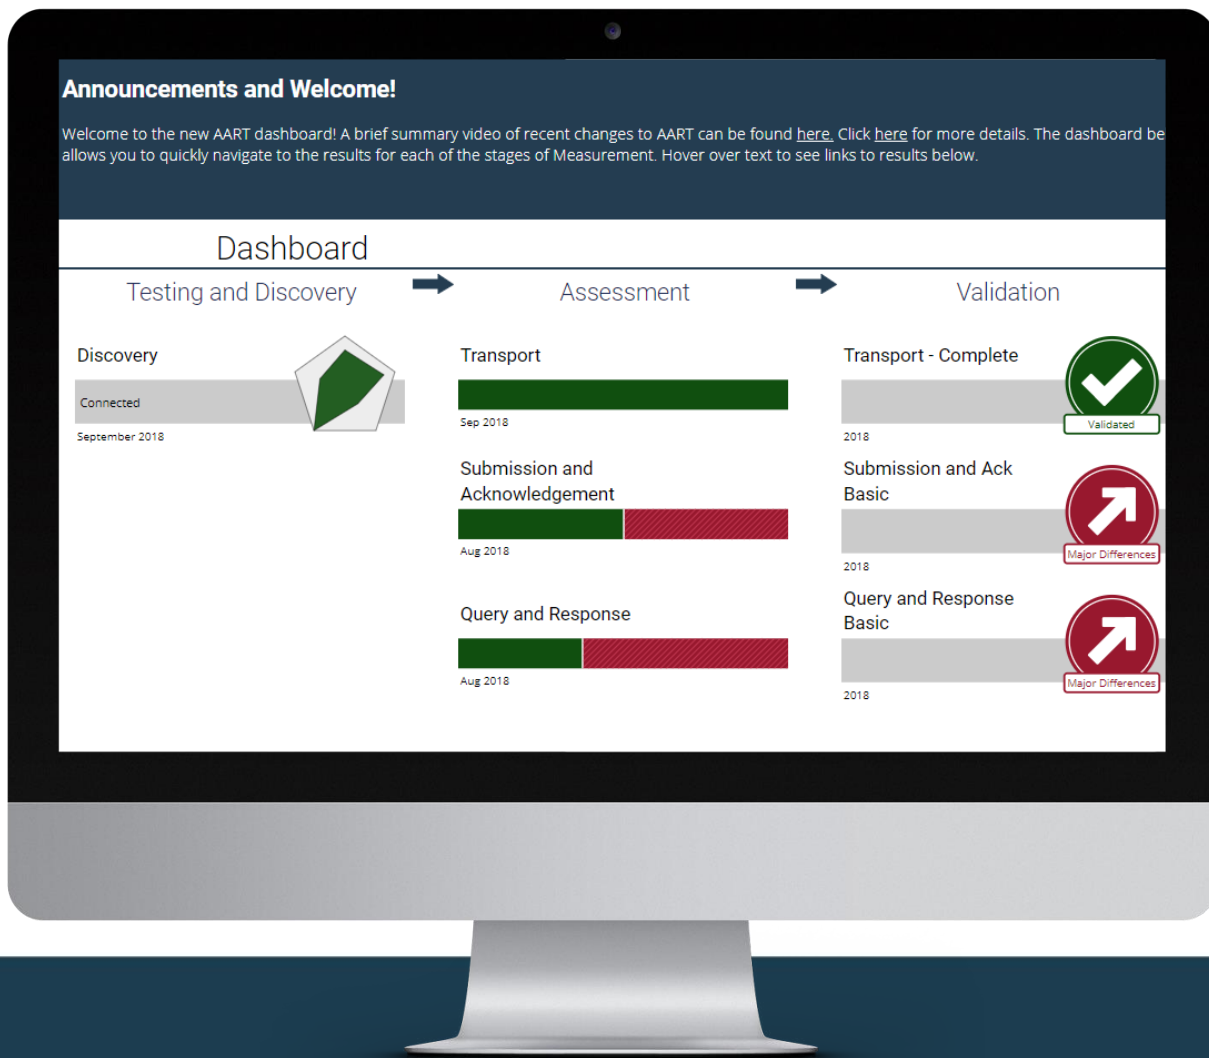 Announcements and Welcome!
Welcome to the new AART dashboard! A brief summary video of recent changes to AART can be found here. Click here for more details. The dashboard be
allows you to quickly navigate to the results for each of the stages of Measurement. Hover over text to see links to results below.
Dashboard
Testing and Discovery
Assessment
Validation
Discovery
Connected
September 2018
Transport
Sep 2018
Submission and
Acknowledgement
Aug 2018
Query and Response
Aug 2018
Transport - Complete
Validated
2018
Submission and Ack
Basic
Major Differences
2018
Query and Response
Basic
Major Differences
2018